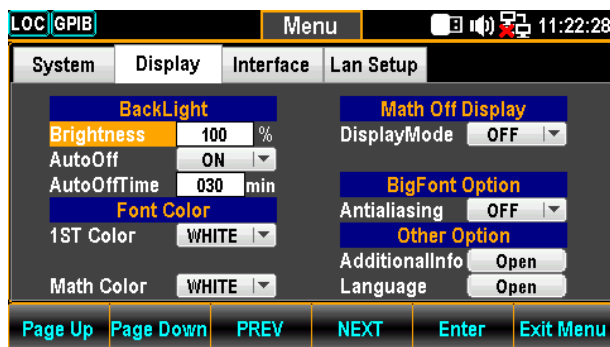 LOC GPIB Menu 11:22:28
System Display Interface Lan Setup
BackLight
Brightness 100 %
AutoOff ON
AutoOffTime 030 min
Font Color
1ST Color WHITE
Math Color WHITE
Math Off Display
DisplayMode OFF
BigFont Option
Antialiasing OFF
Other Option
AdditionalInfo Open
Language Open
Page Up Page Down PREV NEXT Enter Exit Menu